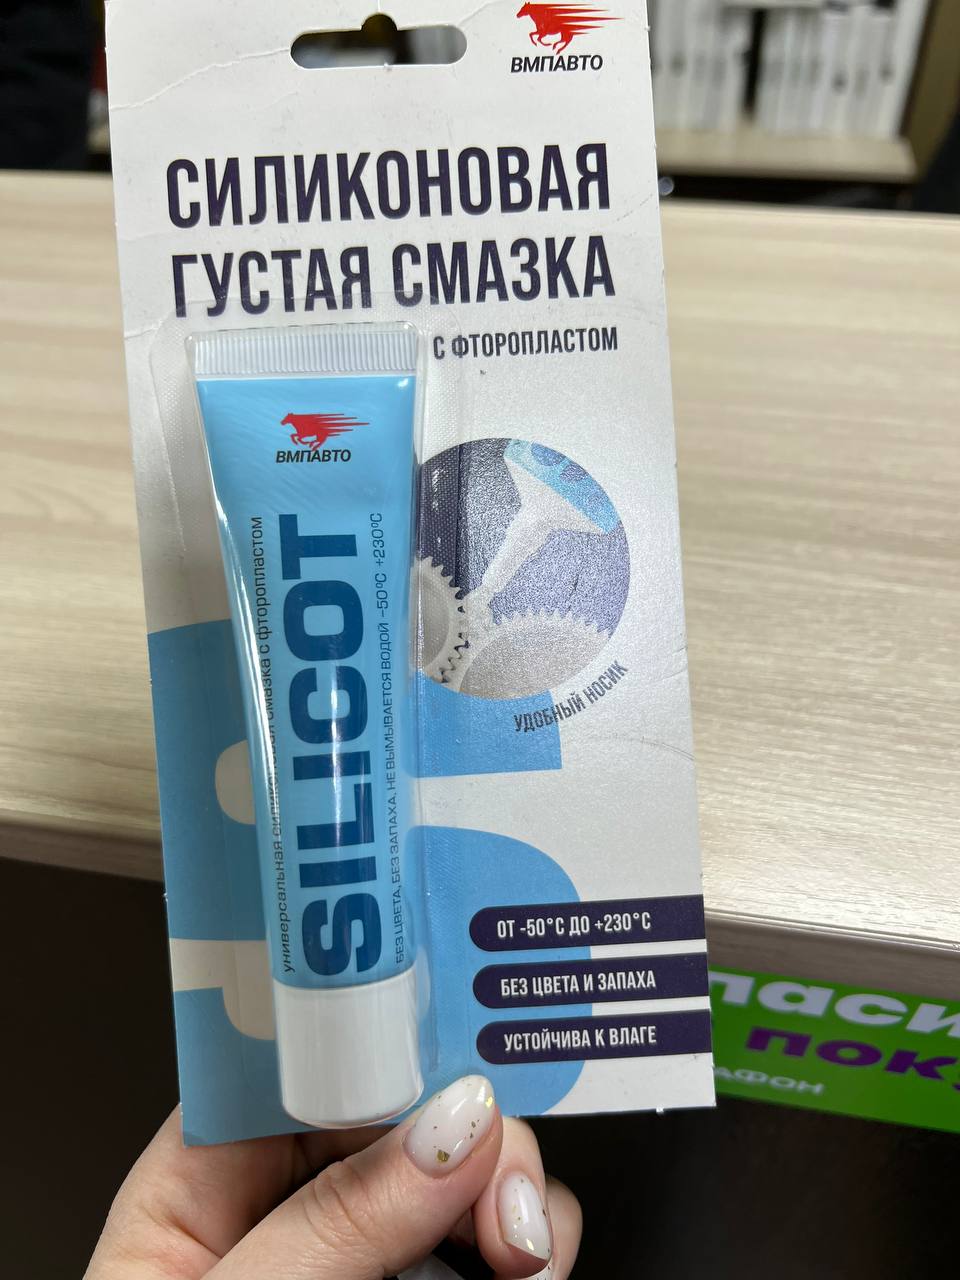 ВМПАВТО
СИЛИКОНОВАЯ
ГУСТАЯ СМАЗКА
С ФТОРОПЛАСТОМ
ВМПАВТО
универсальная силиконовая смазка с фторопластом
SILICOT
БЕЗ ЦВЕТА, БЕЗ ЗАПАХА, НЕ ВЫМЫВАЕТСЯ ВОДОЙ -50°С +230°С
УДОБНЫЙ НОСИК
ОТ -50°С ДО +230°С
БЕЗ ЦВЕТА И ЗАПАХА
УСТОЙЧИВА К ВЛАГЕ